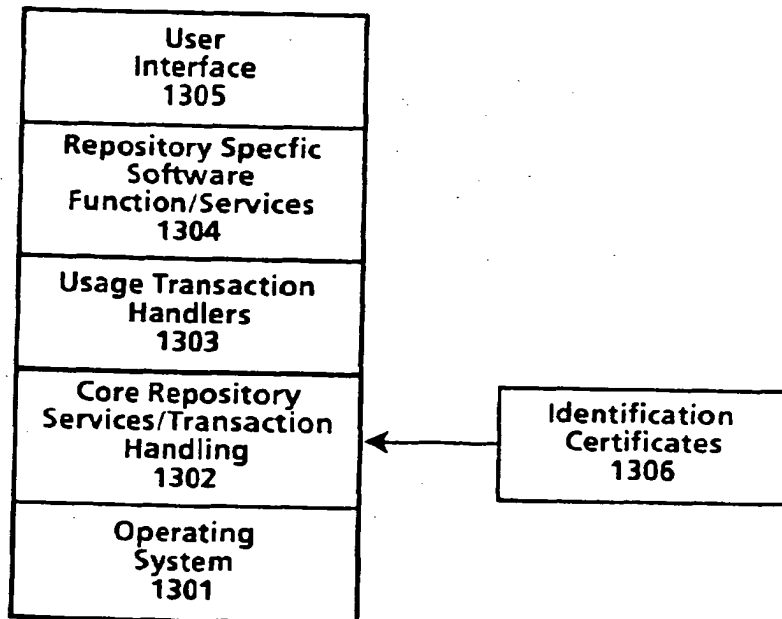 User
Interface
1305
Repository Specfic
Software
Function/Services
1304
Usage Transaction
Handlers
1303
Core Repository
Services/Transaction
Handling
1302
Identification
Certificates
1306
Operating
System
1301